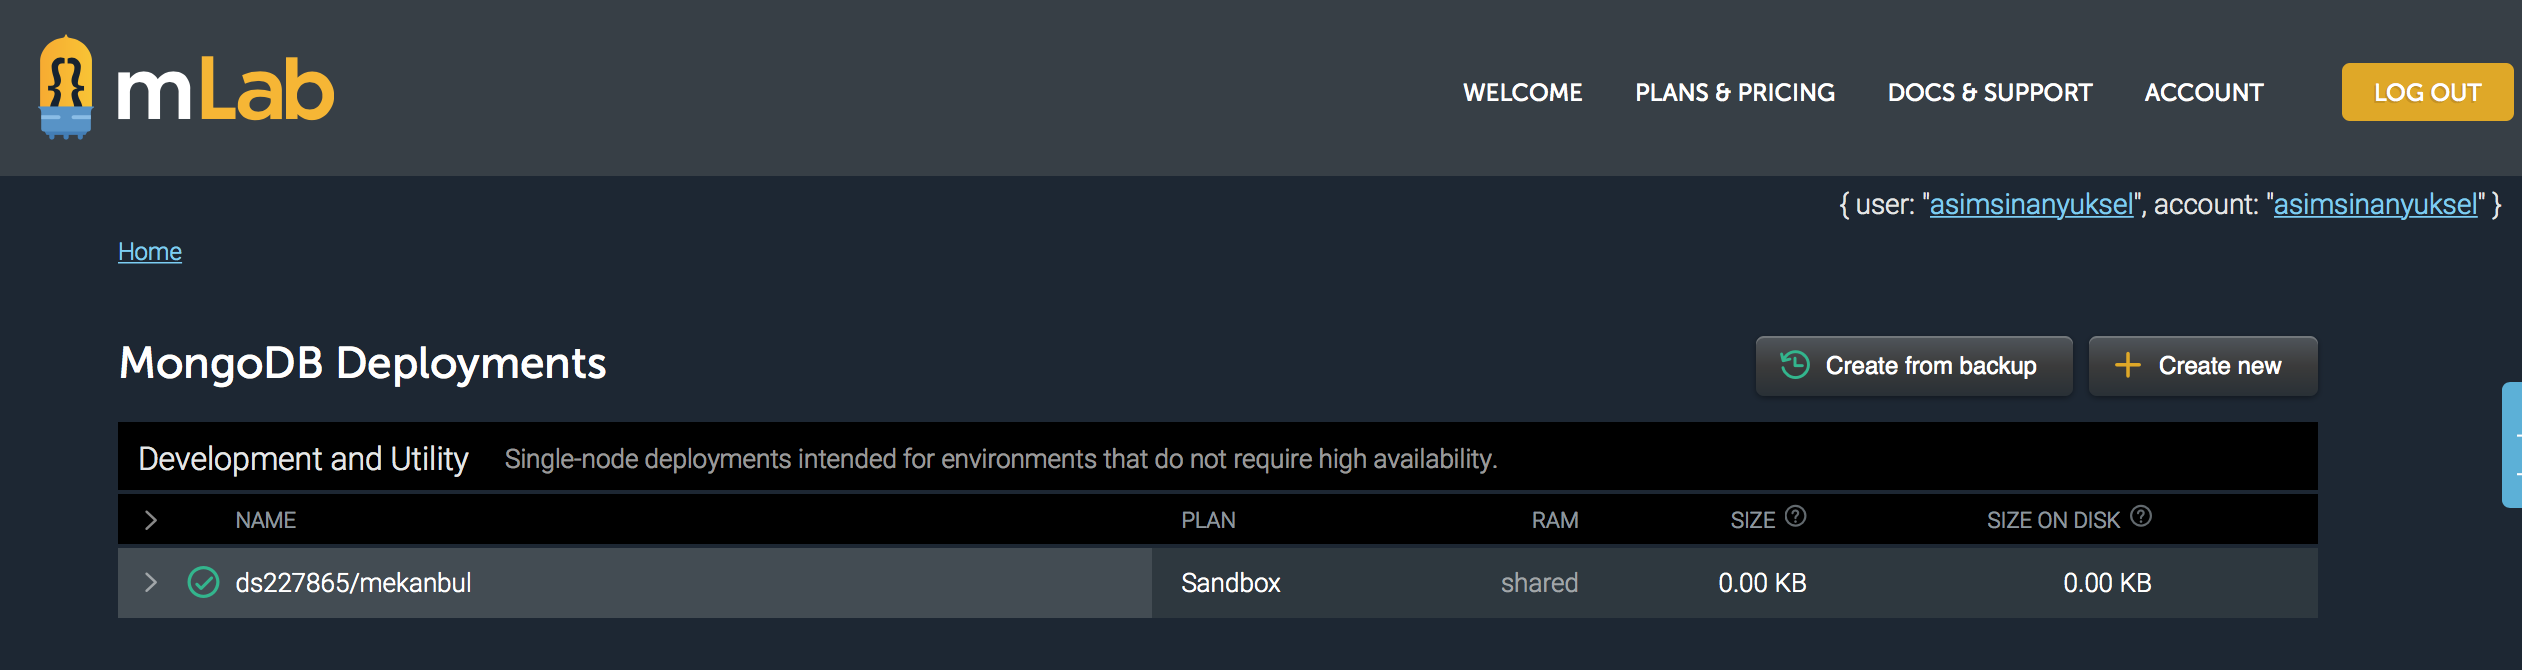 mLab
WELCOME PLANS & PRICING DOCS & SUPPORT ACCOUNT LOG OUT
{ user: "asimsinanyuksel", account: "asimsinanyuksel" }
Home
MongoDB Deployments
Create from backup Create new
Development and Utility Single-node deployments intended for environments that do not require high availability.
NAME PLAN RAM SIZE ? SIZE ON DISK ?
ds227865/mekanbul Sandbox shared 0.00 KB 0.00 KB